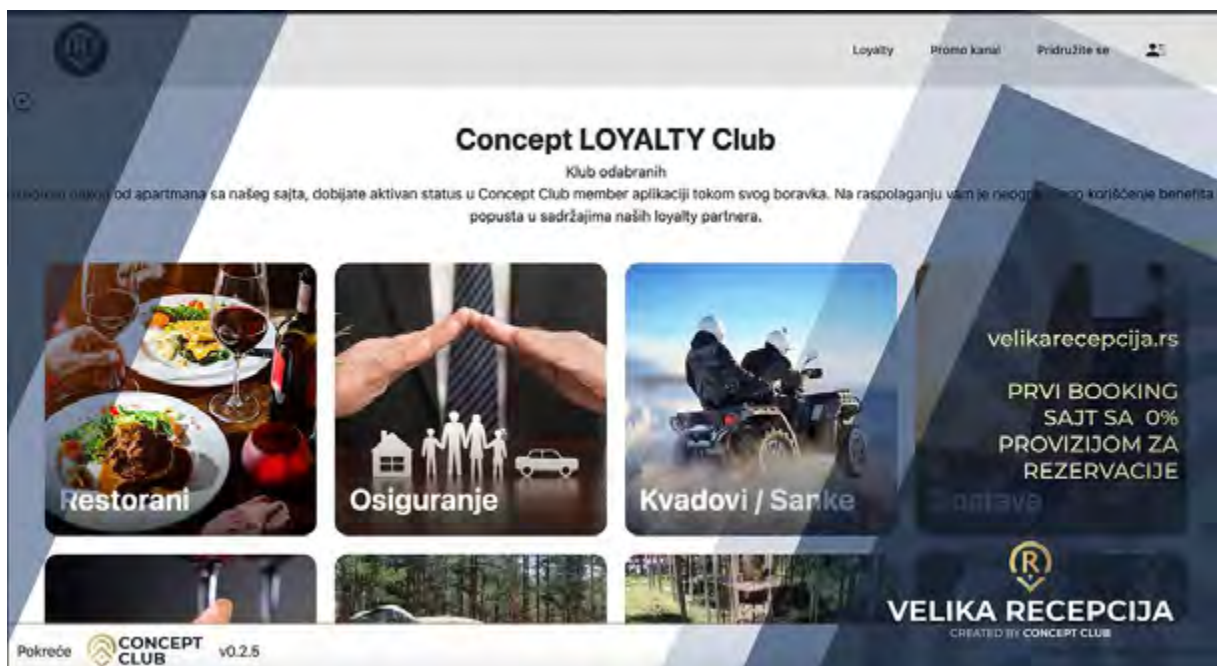 Loyalty Promo kanal Pridružite se
Concept LOYALTY Club
Klub odabranih
od apartmana sa našeg sajta, dobijate aktivan status u Concept Club member aplikaciji tokom svog boravka. Na raspolaganju vam je korišćenje benefita
popusta u sadržajima naših loyalty partnera.
Restorani
Osiguranje
Kvadovi / Sanke
velikarecepcija.rs
PRVI BOOKING
SAJT SA 0%
PROVIZIJOM ZA
REZERVACIJE
R
VELIKA RECEPCIJA
CREATED BY CONCEPT CLUB
Pokreće CONCEPT CLUB v0.2.5